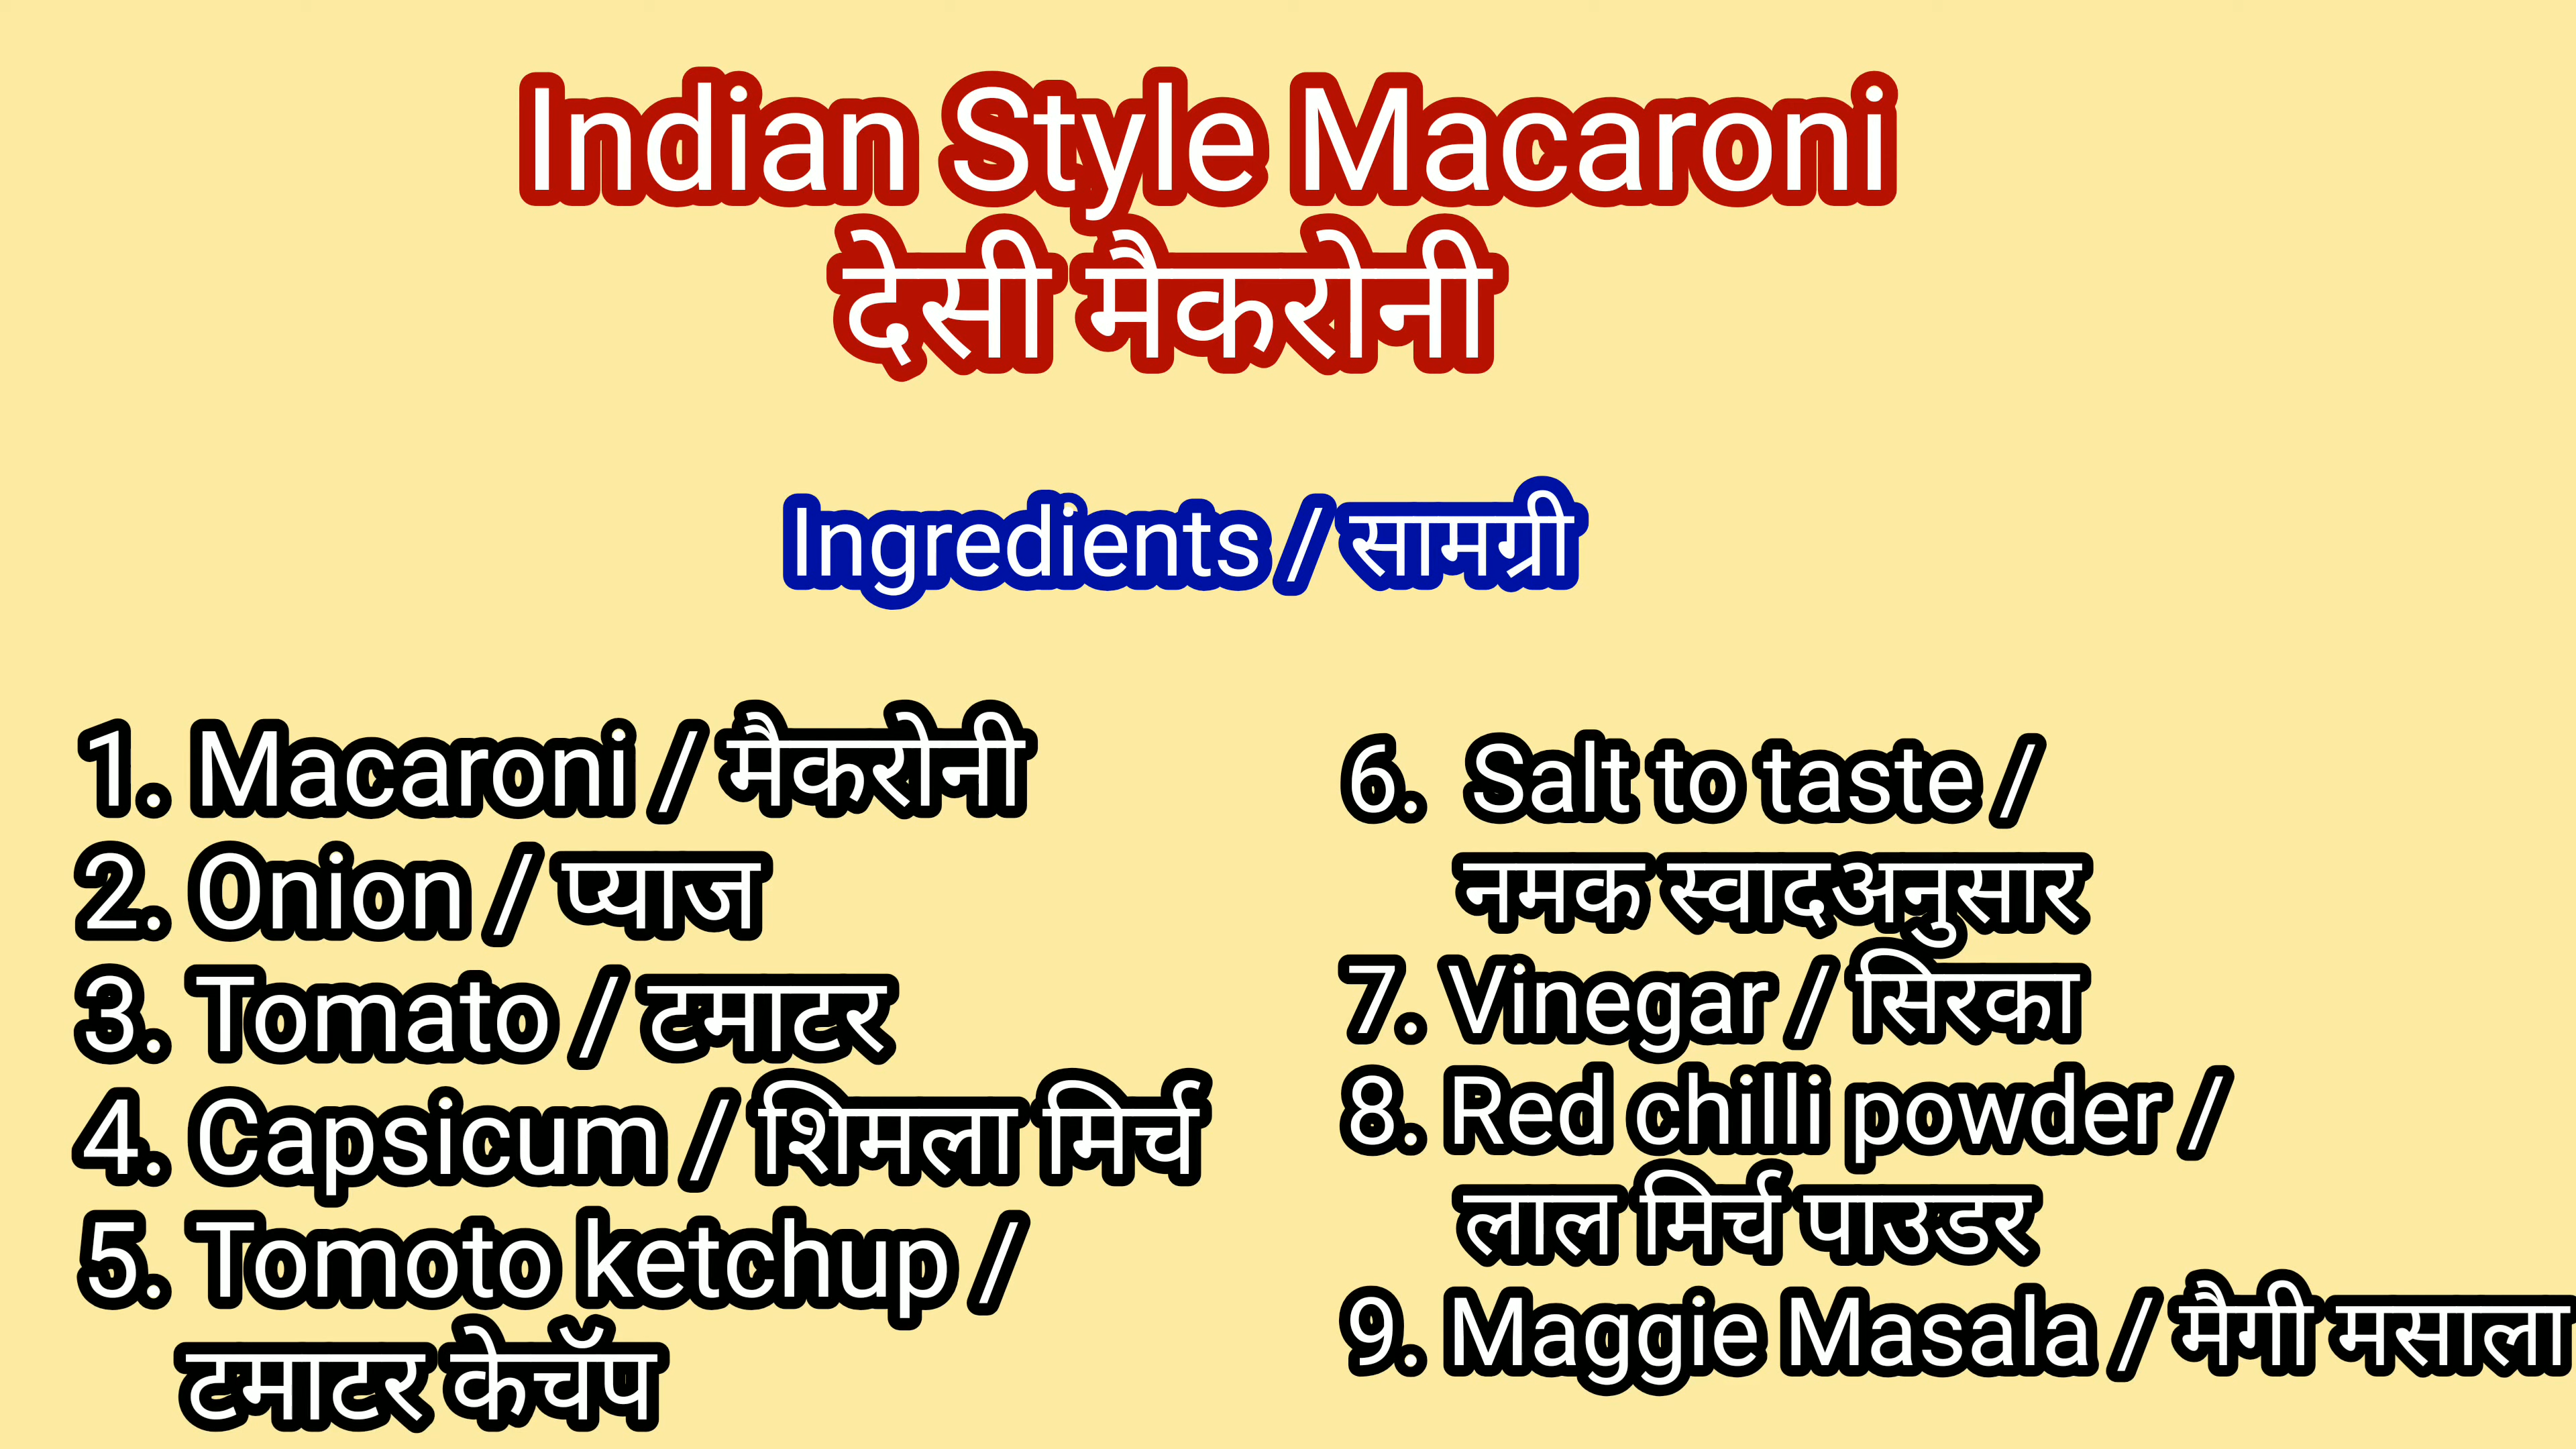 Indian Style Macaroni
देसी मैकरोनी
Ingredients / सामग्री
1. Macaroni / मैकरोनी
2. Onion / प्याज
3. Tomato / टमाटर
4. Capsicum / शिमला मिर्च
5. Tomoto ketchup /
टमाटर केचॅप
6. Salt to taste /
नमक स्वादअनुसार
7. Vinegar / सिरका
8. Red chilli powder /
लाल मिर्च पाउडर
9. Maggie Masala / मैगी मसाला